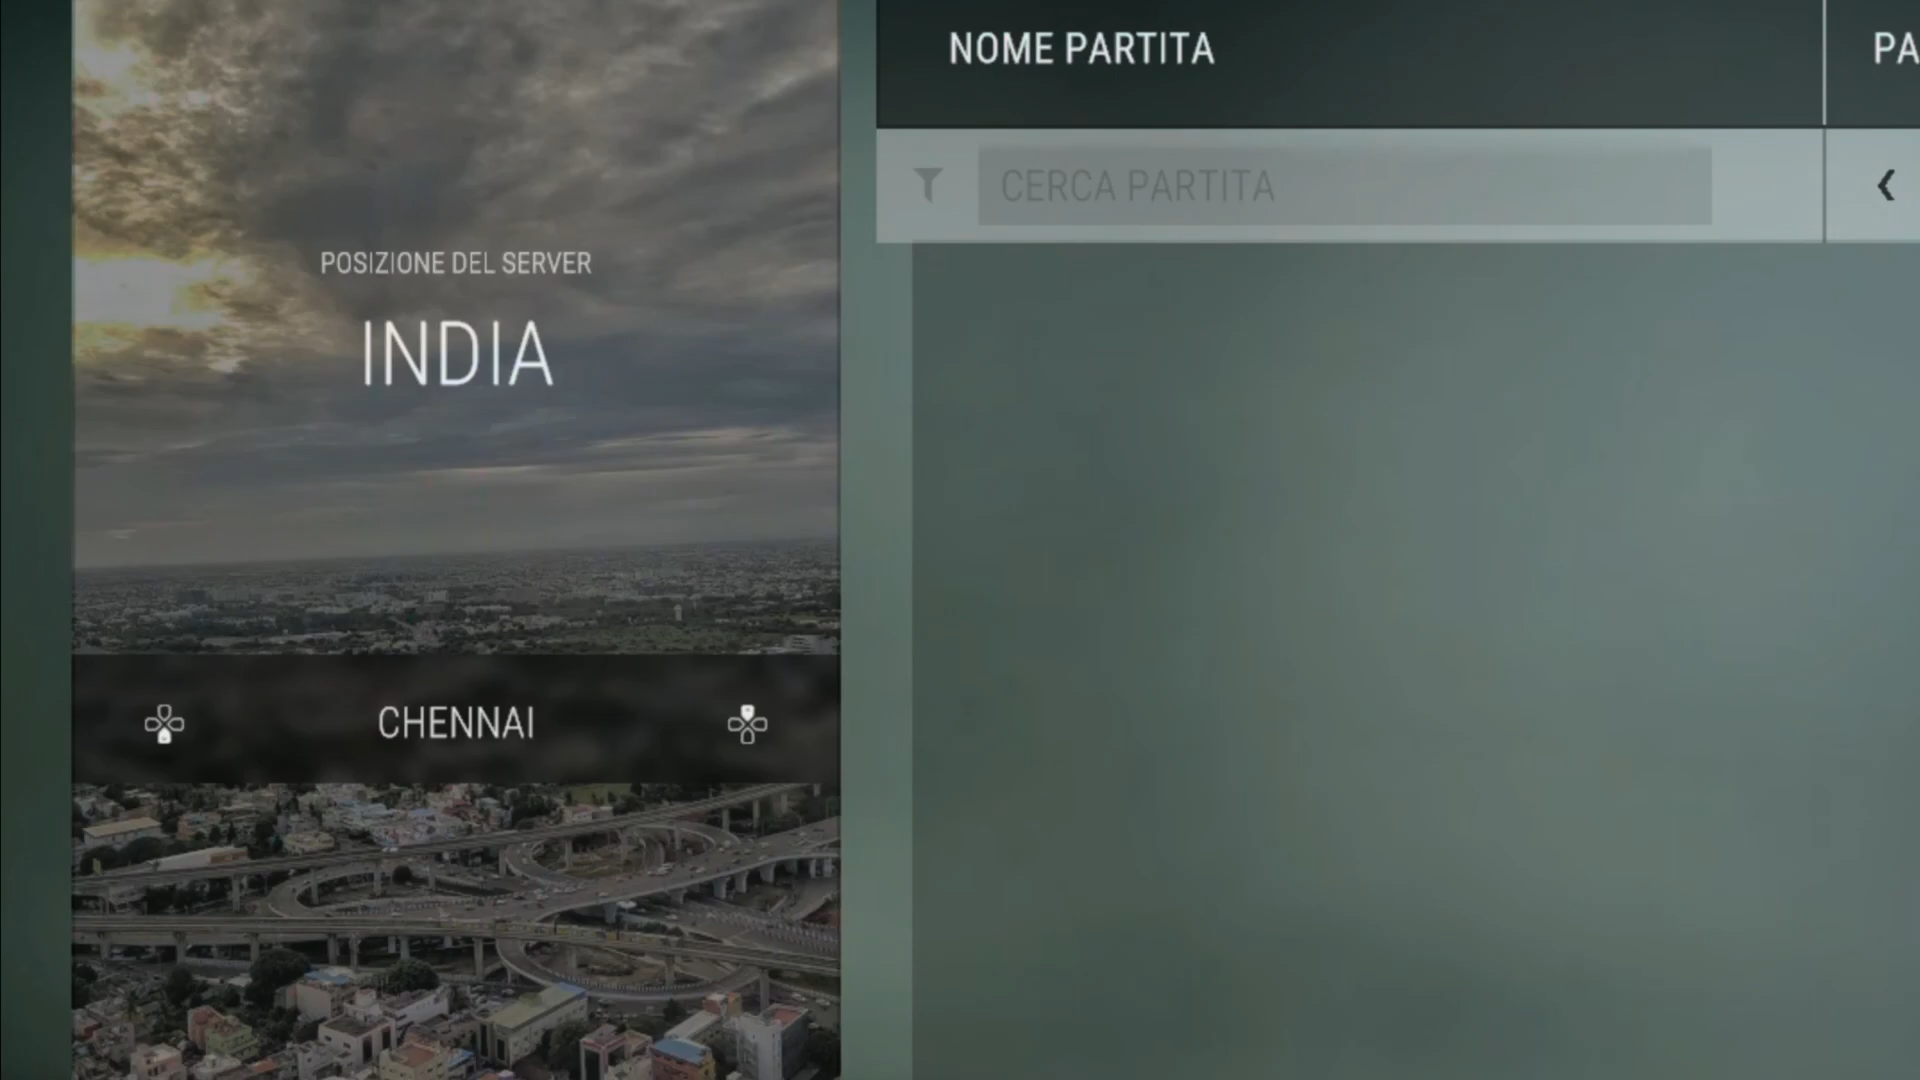 POSIZIONE DEL SERVER
INDIA
CHENNAI
NOME PARTITA
PA
CERCA PARTITA